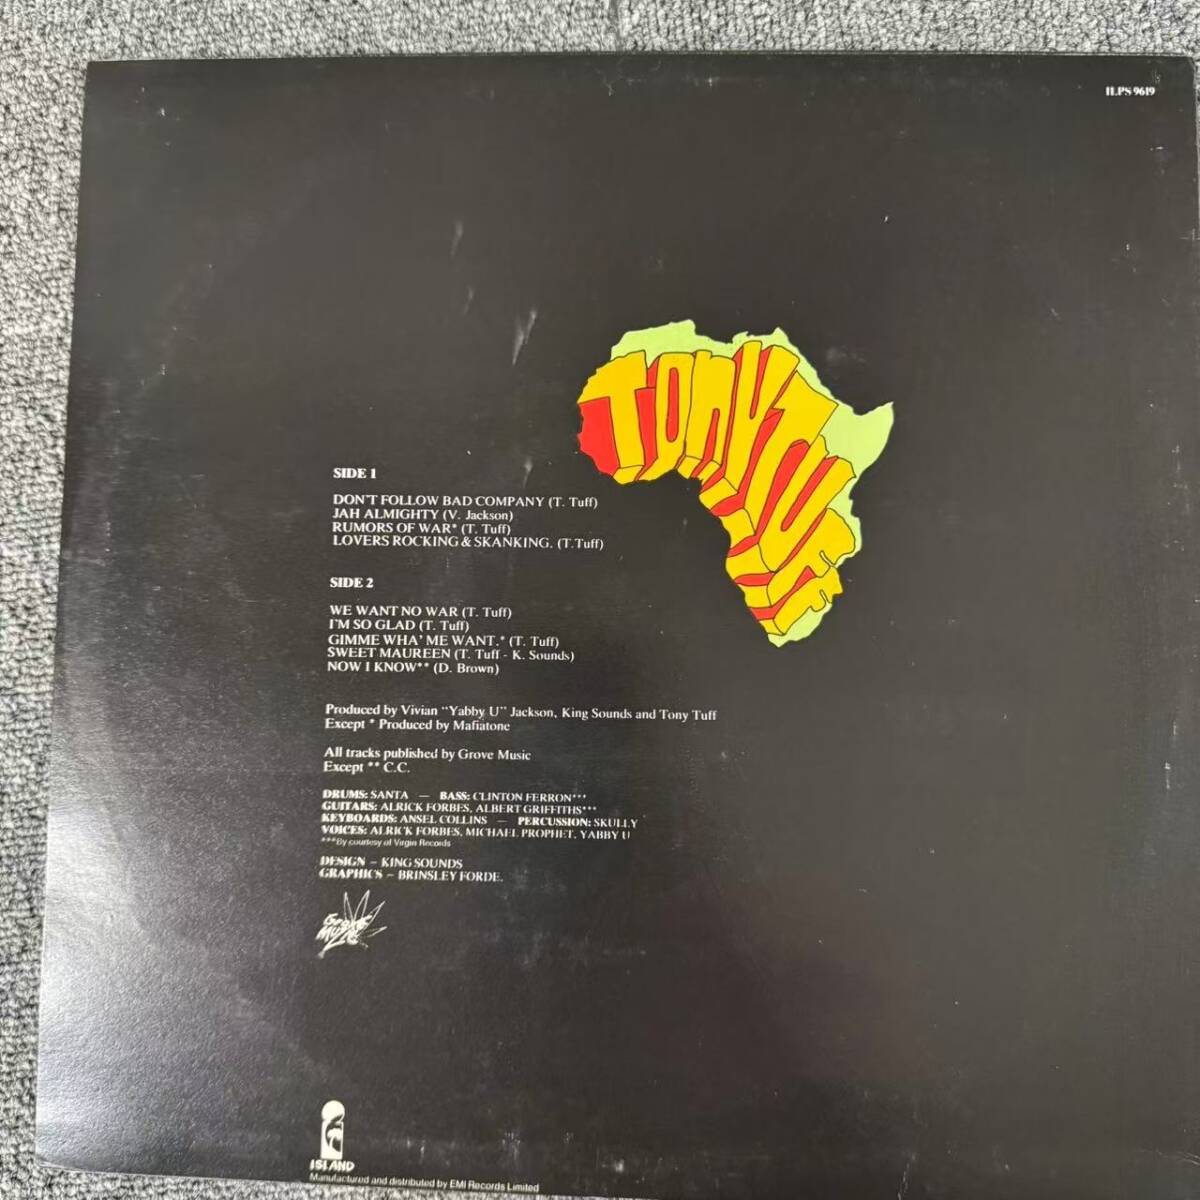 ILPS 9619
Tony Tuff
SIDE 1
DON'T FOLLOW BAD COMPANY (T. Tuff)
JAH ALMIGHTY (V. Jackson)
RUMORS OF WAR* (T. Tuff)
LOVERS ROCKING & SKANKING. (T.Tuff)
SIDE 2
WE WANT NO WAR (T. Tuff)
I'M SO GLAD (T. Tuff)
GIMME WHA' ME WANT.* (T. Tuff)
SWEET MAUREEN (T. Tuff - K. Sounds)
NOW I KNOW** (D. Brown)
Produced by Vivian "Yabby U" Jackson, King Sounds and Tony Tuff
Except * Produced by Mafiatone
All tracks published by Grove Music
Except ** C.C.
DRUMS: SANTA — BASS: CLINTON FERRON***
GUITARS: ALRICK FORBES, ALBERT GRIFFITHS***
KEYBOARDS: ANSEL COLLINS — PERCUSSION: SKULLY
VOICES: ALRICK FORBES, MICHAEL PROPHET, YABBY U
***By courtesy of Virgin Records
DESIGN – KING SOUNDS
GRAPHICS – BRINSLEY FORDE.
Grove
Music
ISLAND
Manufactured and distributed by EMI Records Limited